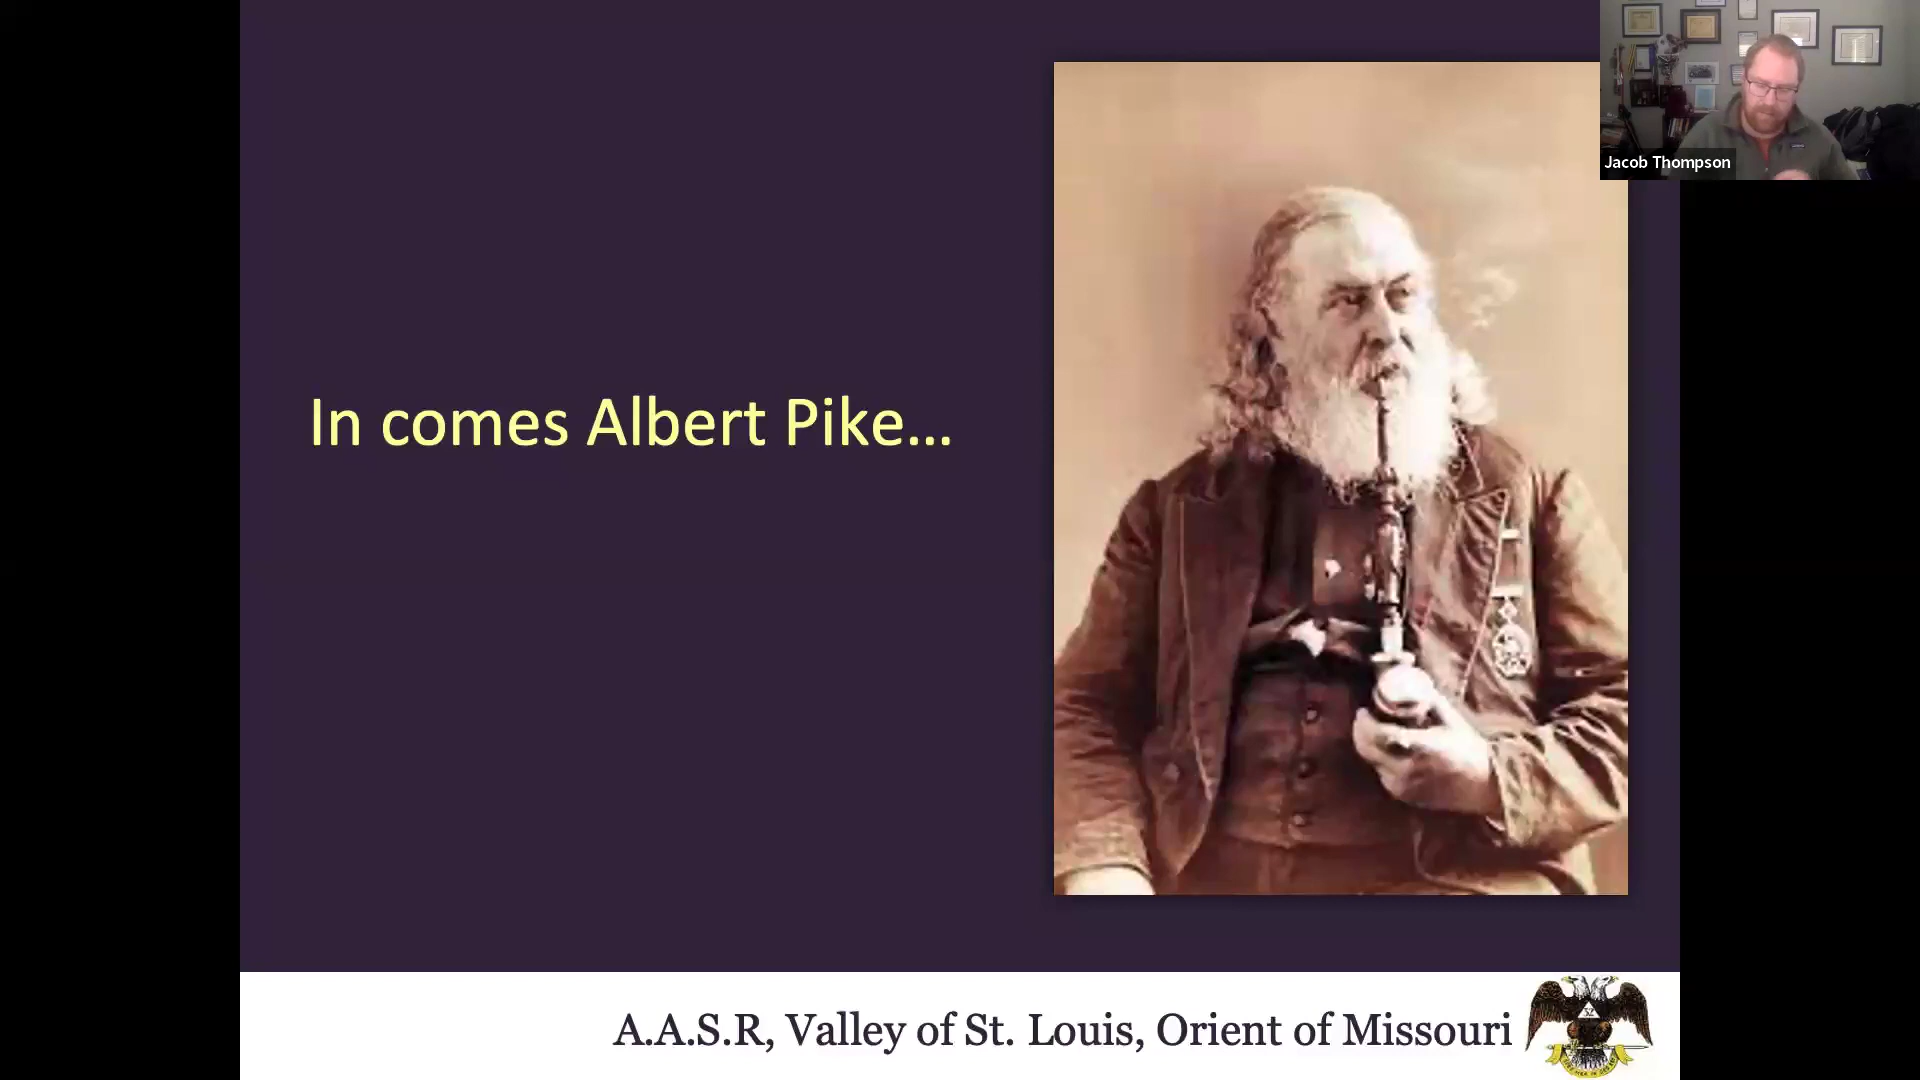 Jacob Thompson
In comes Albert Pike...
A.A.S.R, Valley of St. Louis, Orient of Missouri